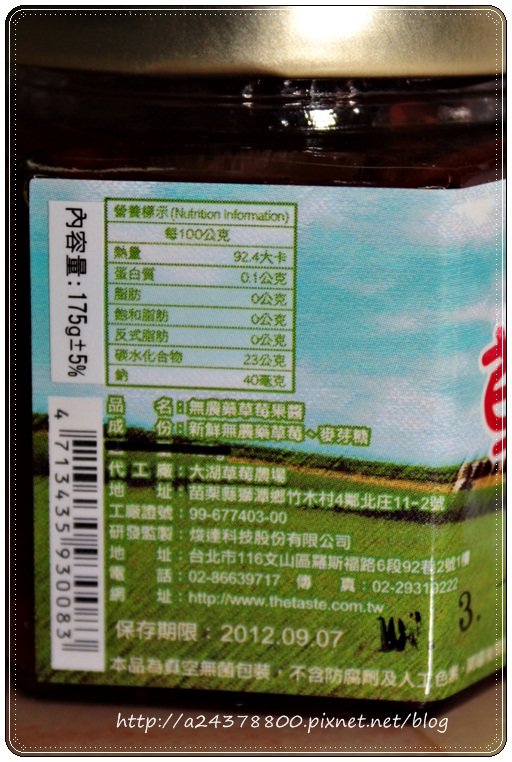 營養標示(Nutrition Information)
每100公克
熱量 92.4大卡
蛋白質 0.1公克
脂肪 0公克
飽和脂肪 0公克
反式脂肪 0公克
碳水化合物 23公克
鈉 40毫克
內容量:175g±5%
4 713435 930083
品 名:無農藥草莓果醬
成 份:新鮮無農藥草莓、麥芽糖
代 工 廠:大湖草莓農場
地 址:苗栗縣獅潭鄉竹木村4鄰北庄11-2號
工廠證號:99-677403-00
研發監製:燦達科技股份有限公司
地 址:台北市116文山區羅斯福路6段92巷2號1樓
電 話:02-86639717 傳 真:02-29319222
網 址:http://www.thetaste.com.tw
保存期限:2012.09.07
3.
本品為真空無菌包裝,不含防腐劑及人工色素
http://a24378800.pixnet.net/blog